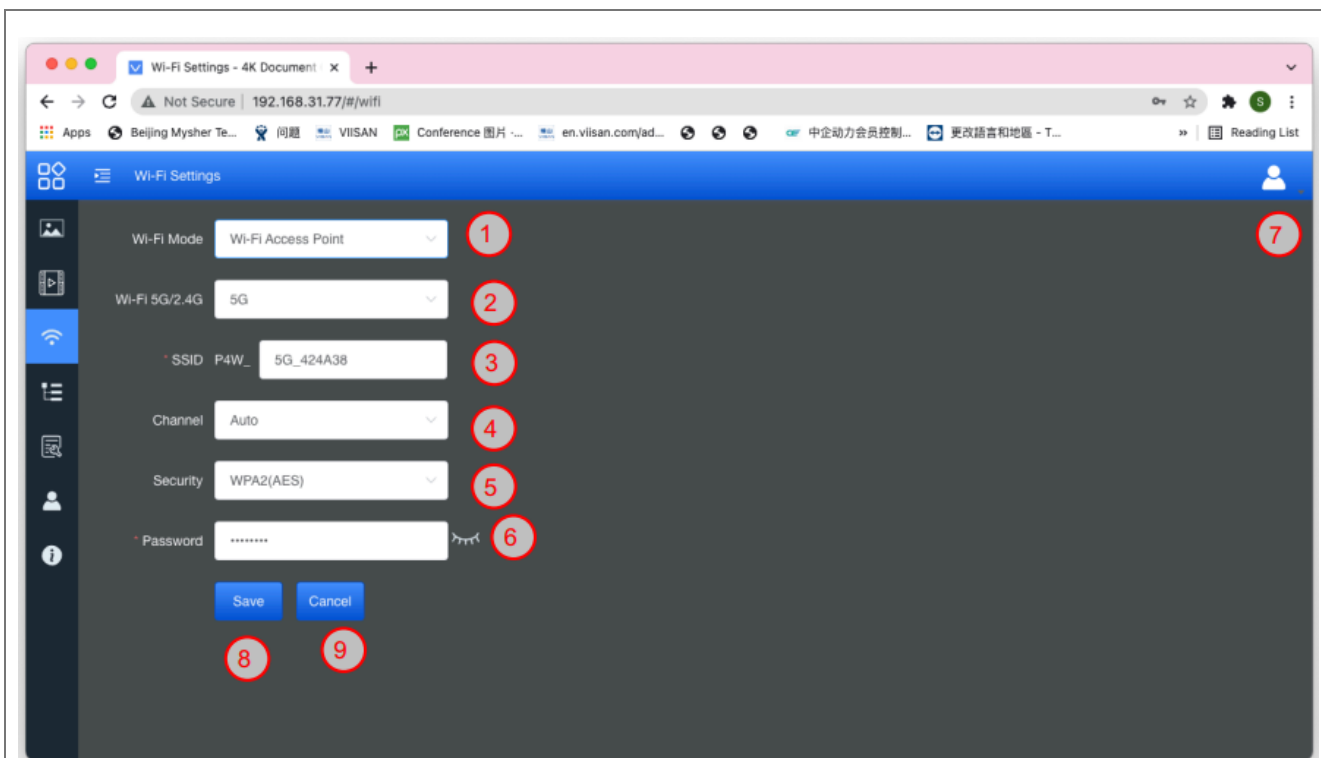 Wi-Fi Settings - 4K Document
Not Secure | 192.168.31.77/#/wifi
S
Apps Beijing Mysher Te... 问题 VIISAN Conference 图片 -... en.viisan.com/ad... 中企动力会员控制... 更改語言和地區 - T... » Reading List
Wi-Fi Settings
7
Wi-Fi Mode Wi-Fi Access Point 1
Wi-Fi 5G/2.4G 5G 2
* SSID P4W_ 5G_424A38 3
Channel Auto 4
Security WPA2(AES) 5
* Password ········ 6
Save Cancel
8 9